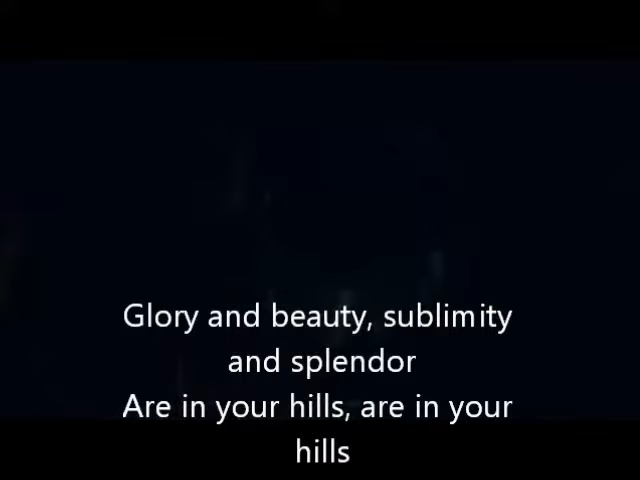 Glory and beauty, sublimity
and splendor
Are in your hills, are in your
hills